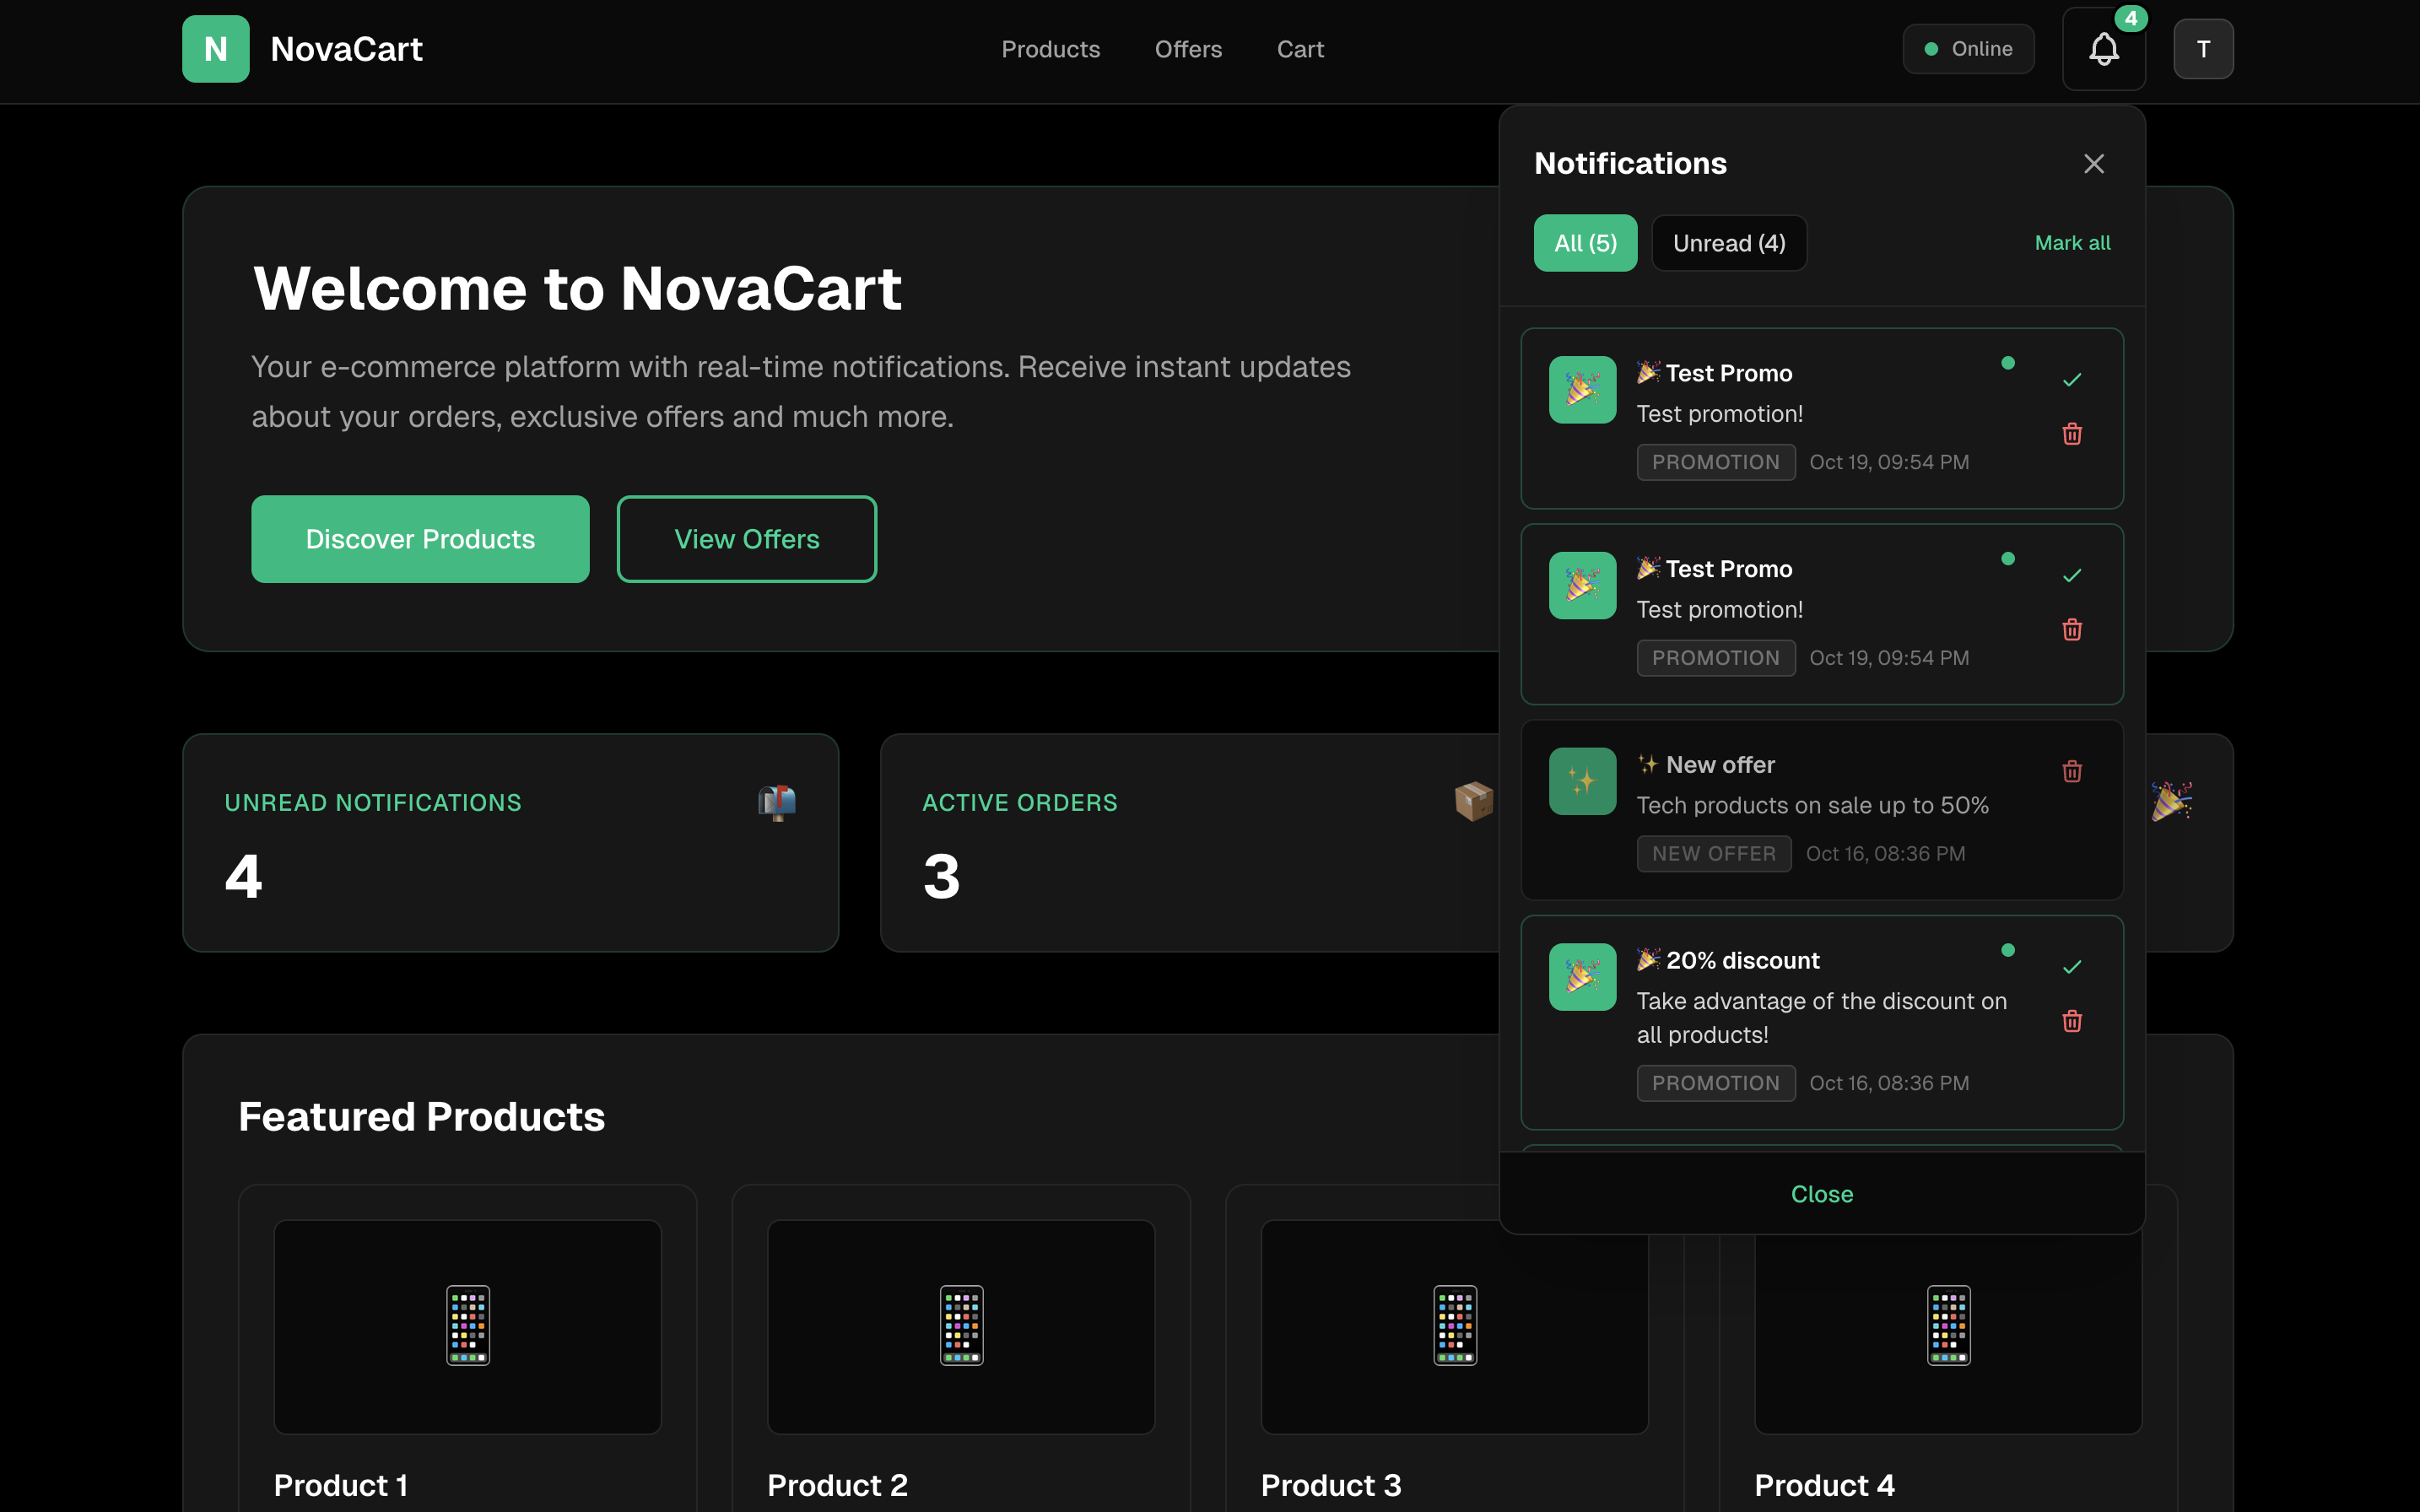 N NovaCart
Products Offers Cart
Online
4
T
Welcome to NovaCart
Your e-commerce platform with real-time notifications. Receive instant updates
about your orders, exclusive offers and much more.
Discover Products View Offers
UNREAD NOTIFICATIONS
4
ACTIVE ORDERS
3
Featured Products
Product 1
Product 2
Product 3
Product 4
Notifications
All (5) Unread (4) Mark all
Test Promo
Test promotion!
PROMOTION Oct 19, 09:54 PM
Test Promo
Test promotion!
PROMOTION Oct 19, 09:54 PM
New offer
Tech products on sale up to 50%
NEW OFFER Oct 16, 08:36 PM
20% discount
Take advantage of the discount on
all products!
PROMOTION Oct 16, 08:36 PM
Close